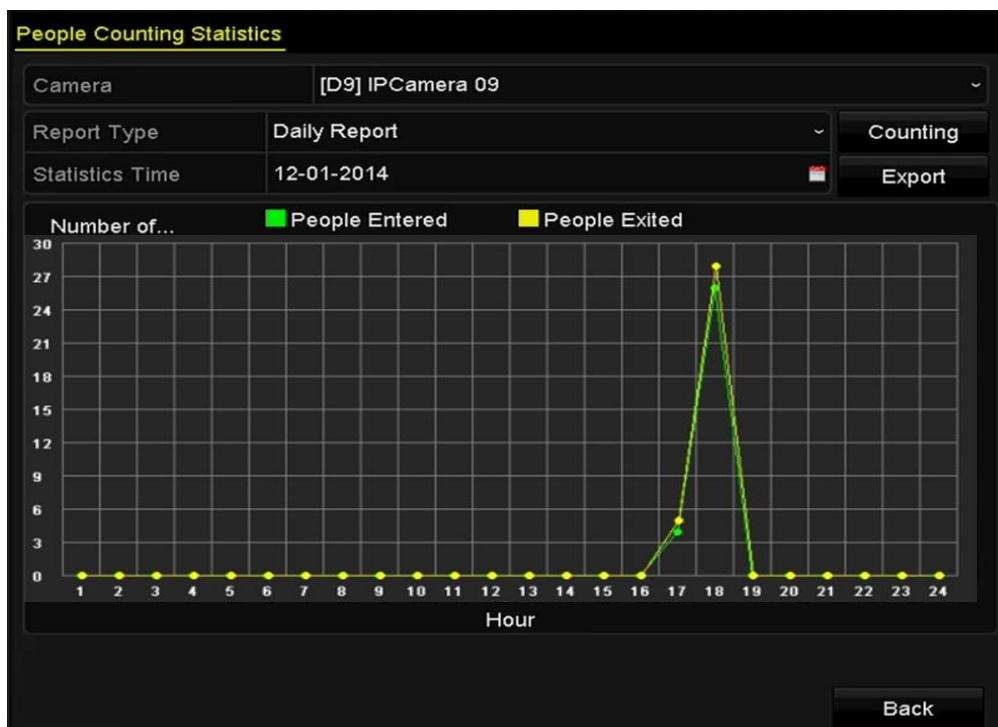 People Counting Statistics
Camera [D9] IPCamera 09
Report Type Daily Report Counting
Statistics Time 12-01-2014 Export
Number of... People Entered People Exited
30
27
24
21
18
15
12
9
6
3
0
1 2 3 4 5 6 7 8 9 10 11 12 13 14 15 16 17 18 19 20 21 22 23 24
Hour
Back